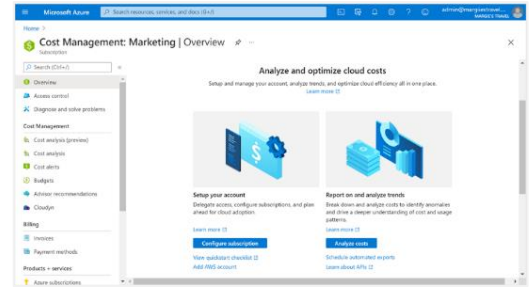 Microsoft Azure
Search resources, services, and docs (G+/)
admin@margiestravel....
MARGIE'S TRAVEL
Home >
Cost Management: Marketing | Overview
Subscription
Search (Ctrl+/)
Overview
Access control
Diagnose and solve problems
Cost Management
Cost analysis (preview)
Cost analysis
Cost alerts
Budgets
Advisor recommendations
Cloudyn
Billing
Invoices
Payment methods
Products + services
Azure subscriptions
Analyze and optimize cloud costs
Setup and manage your account, analyze trends, and optimize cloud efficiency all in one place.
Learn more
Setup your account
Delegate access, configure subscriptions, and plan
ahead for cloud adoption.
Learn more
Configure subscription
View quickstart checklist
Add AWS account
Report on and analyze trends
Break down and analyze costs to identify anomalies
and drive a deeper understanding of cost and usage
patterns.
Learn more
Analyze costs
Schedule automated exports
Learn about APIs